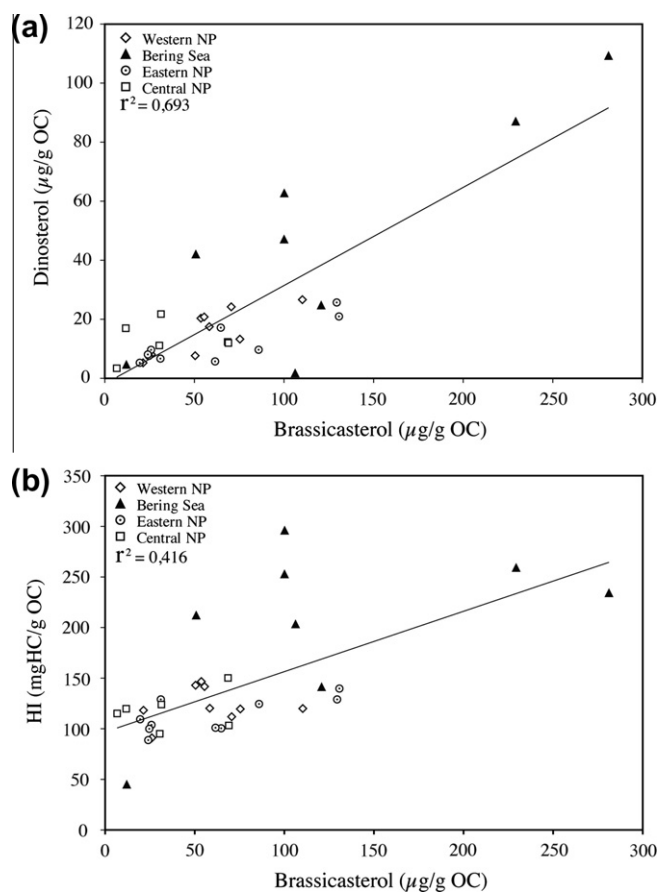 (a)
Western NP
Bering Sea
Eastern NP
Central NP
r² = 0,693
120
100
80
60
40
20
0
Dinosterol (µg/g OC)
0 50 100 150 200 250 300
Brassicasterol (µg/g OC)
(b)
Western NP
Bering Sea
Eastern NP
Central NP
r² = 0,416
350
300
250
200
150
100
50
0
HI (mgHC/g OC)
0 50 100 150 200 250 300
Brassicasterol (µg/g OC)